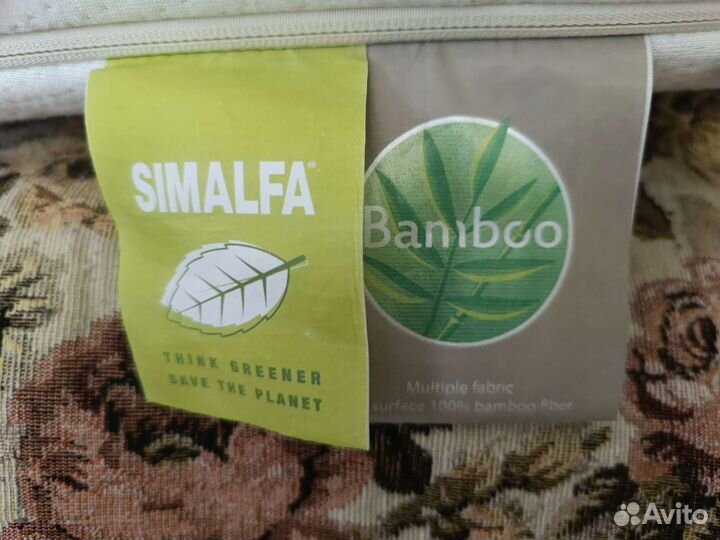 SIMALFA®
THINK GREENER
SAVE THE PLANET
Bamboo
Multiple fabric
surface 100% bamboo fiber
Avito